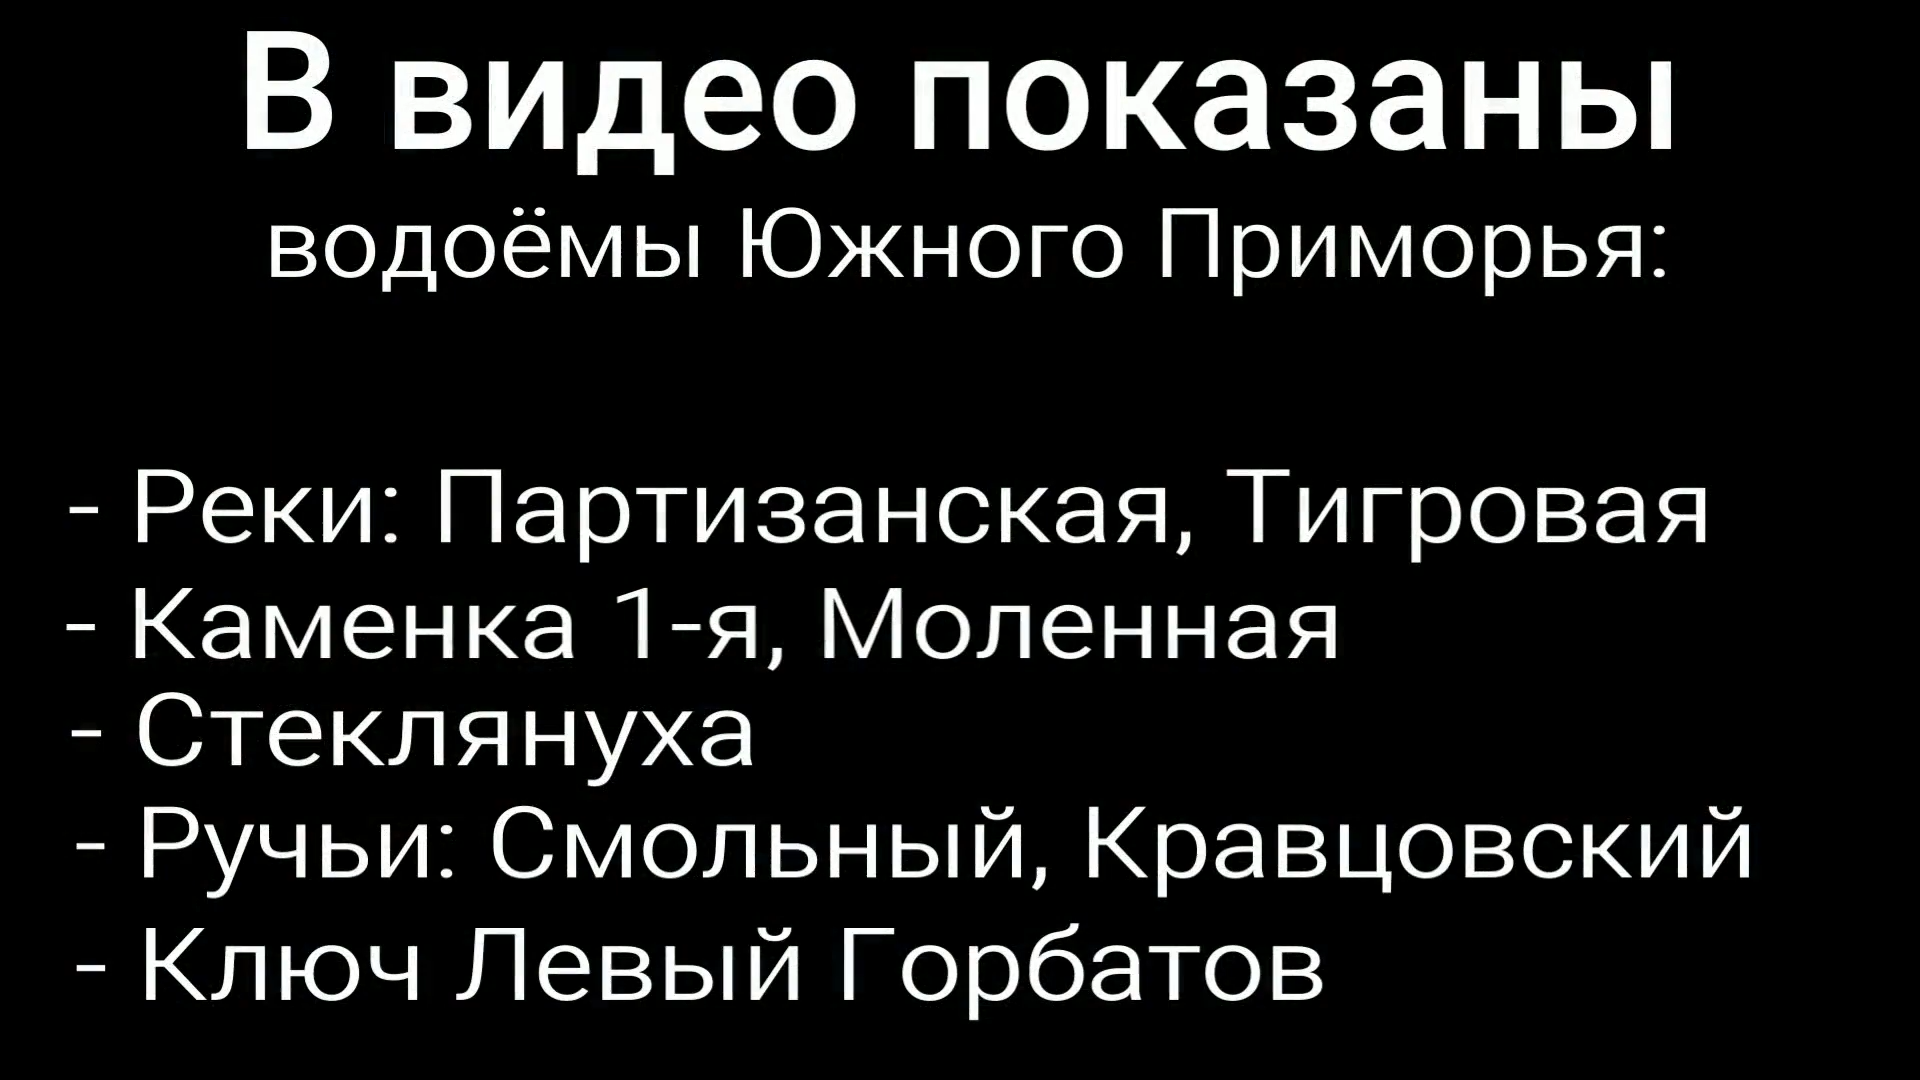 В видео показаны
водоёмы Южного Приморья:
- Реки: Партизанская, Тигровая
- Каменка 1-я, Моленная
- Стеклянуха
- Ручьи: Смольный, Кравцовский
- Ключ Левый Горбатов